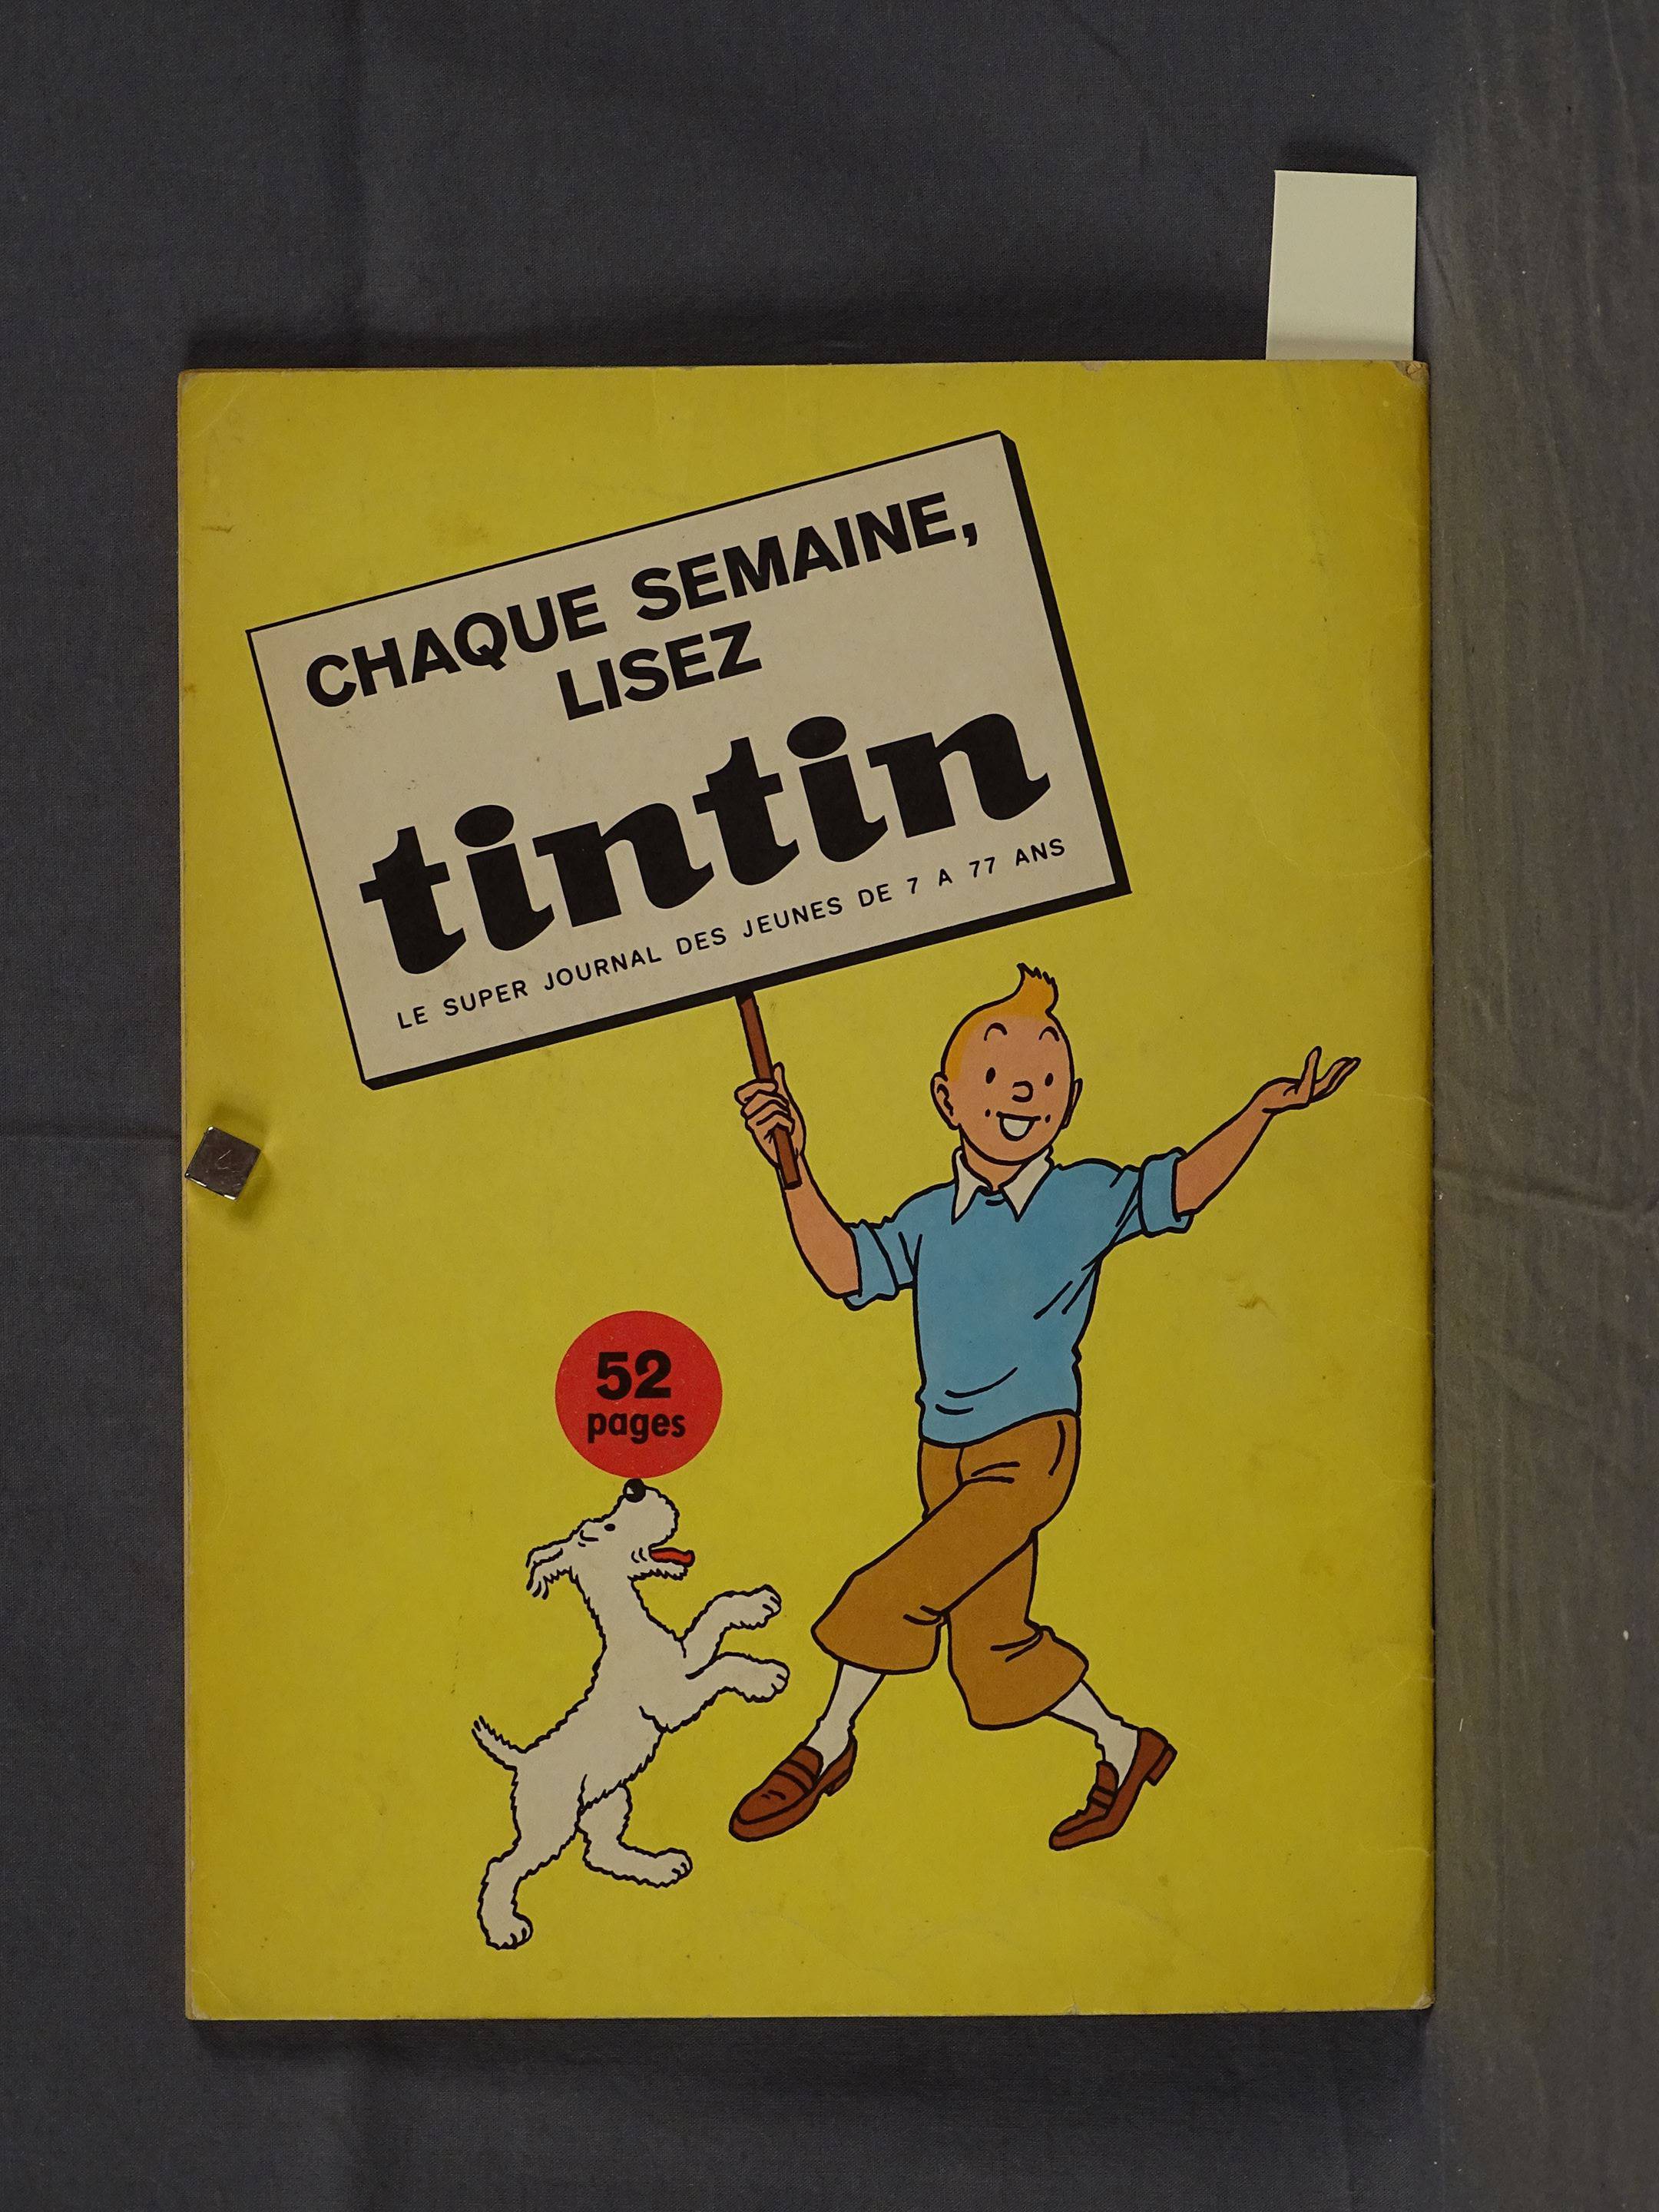 CHAQUE SEMAINE,
LISEZ
tintin
LE SUPER JOURNAL DES JEUNES DE 7 A 77 ANS
52
pages